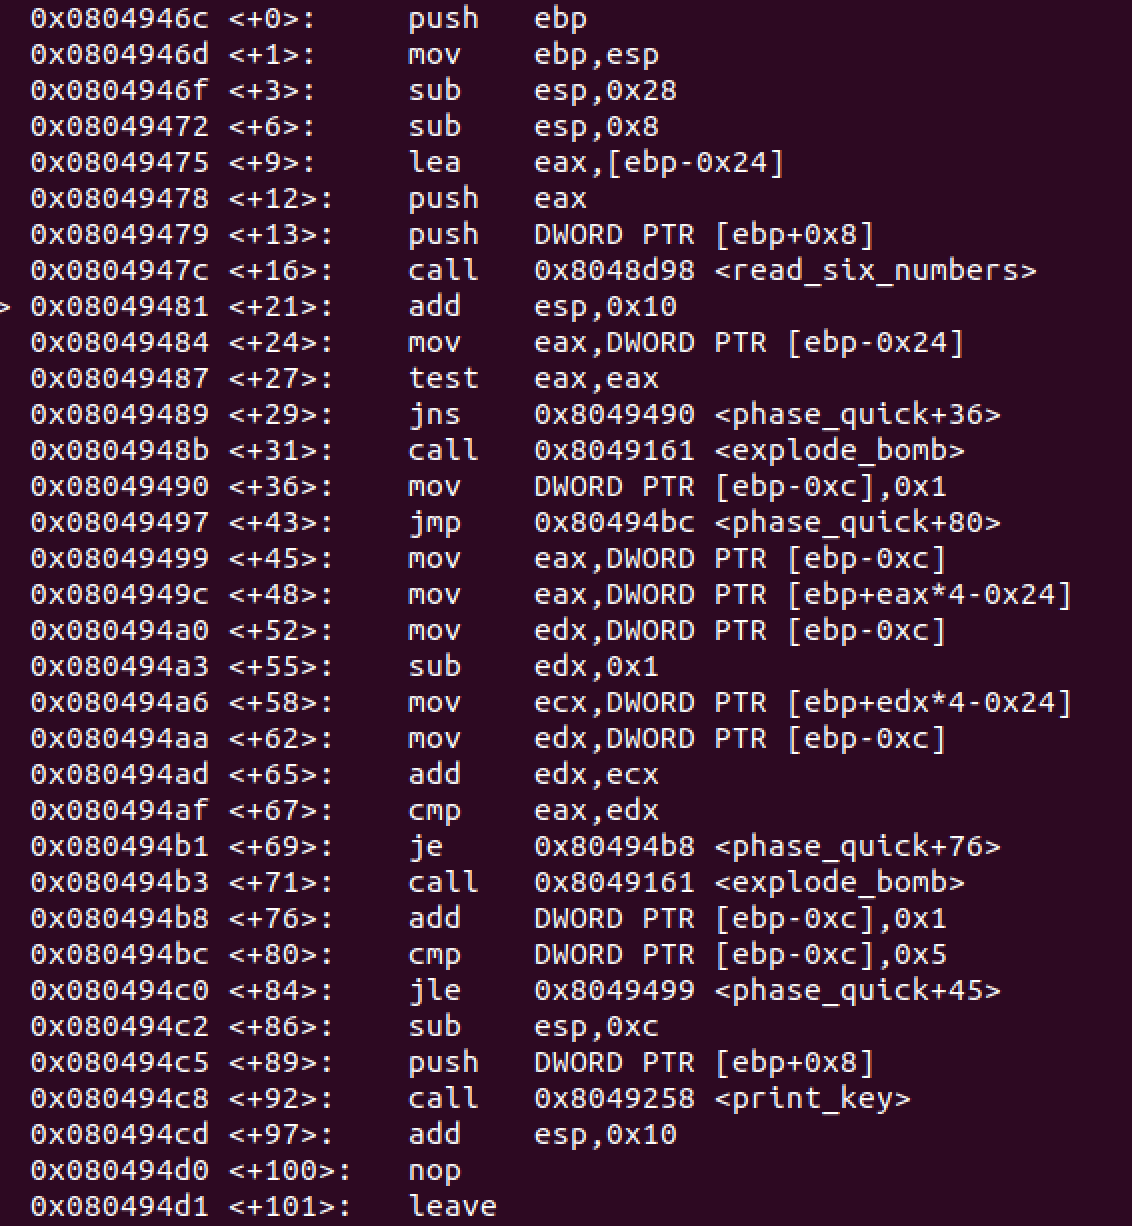 0x0804946c <+0>: push ebp
0x0804946d <+1>: mov ebp,esp
0x0804946f <+3>: sub esp,0x28
0x08049472 <+6>: sub esp,0x8
0x08049475 <+9>: lea eax,[ebp-0x24]
0x08049478 <+12>: push eax
0x08049479 <+13>: push DWORD PTR [ebp+0x8]
0x0804947c <+16>: call 0x8048d98 <read_six_numbers>
> 0x08049481 <+21>: add esp,0x10
0x08049484 <+24>: mov eax,DWORD PTR [ebp-0x24]
0x08049487 <+27>: test eax,eax
0x08049489 <+29>: jns 0x8049490 <phase_quick+36>
0x0804948b <+31>: call 0x8049161 <explode_bomb>
0x08049490 <+36>: mov DWORD PTR [ebp-0xc],0x1
0x08049497 <+43>: jmp 0x80494bc <phase_quick+80>
0x08049499 <+45>: mov eax,DWORD PTR [ebp-0xc]
0x0804949c <+48>: mov eax,DWORD PTR [ebp+eax*4-0x24]
0x080494a0 <+52>: mov edx,DWORD PTR [ebp-0xc]
0x080494a3 <+55>: sub edx,0x1
0x080494a6 <+58>: mov ecx,DWORD PTR [ebp+edx*4-0x24]
0x080494aa <+62>: mov edx,DWORD PTR [ebp-0xc]
0x080494ad <+65>: add edx,ecx
0x080494af <+67>: cmp eax,edx
0x080494b1 <+69>: je 0x80494b8 <phase_quick+76>
0x080494b3 <+71>: call 0x8049161 <explode_bomb>
0x080494b8 <+76>: add DWORD PTR [ebp-0xc],0x1
0x080494bc <+80>: cmp DWORD PTR [ebp-0xc],0x5
0x080494c0 <+84>: jle 0x8049499 <phase_quick+45>
0x080494c2 <+86>: sub esp,0xc
0x080494c5 <+89>: push DWORD PTR [ebp+0x8]
0x080494c8 <+92>: call 0x8049258 <print_key>
0x080494cd <+97>: add esp,0x10
0x080494d0 <+100>: nop
0x080494d1 <+101>: leave